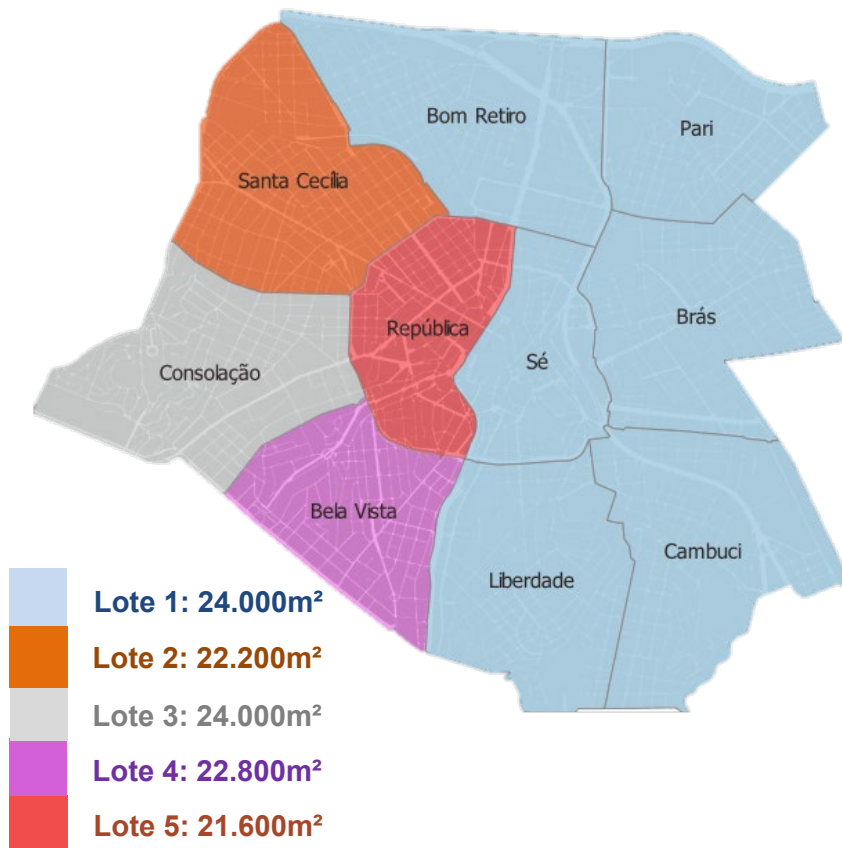 Bom Retiro
Pari
Santa Cecília
República
Brás
Sé
Consolação
Bela Vista
Cambuci
Liberdade
Lote 1: 24.000m²
Lote 2: 22.200m²
Lote 3: 24.000m²
Lote 4: 22.800m²
Lote 5: 21.600m²